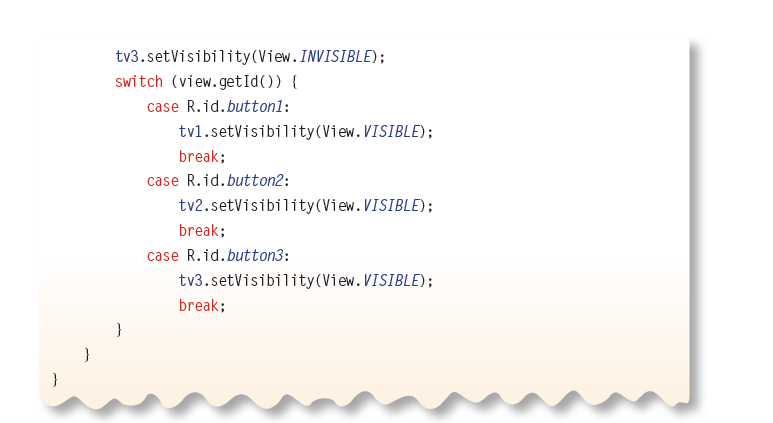 tv3.setVisibility(View.INVISIBLE);
switch (view.getId()) {
case R.id.button1:
tv1.setVisibility(View.VISIBLE);
break;
case R.id.button2:
tv2.setVisibility(View.VISIBLE);
break;
case R.id.button3:
tv3.setVisibility(View.VISIBLE);
break;
}
}
}